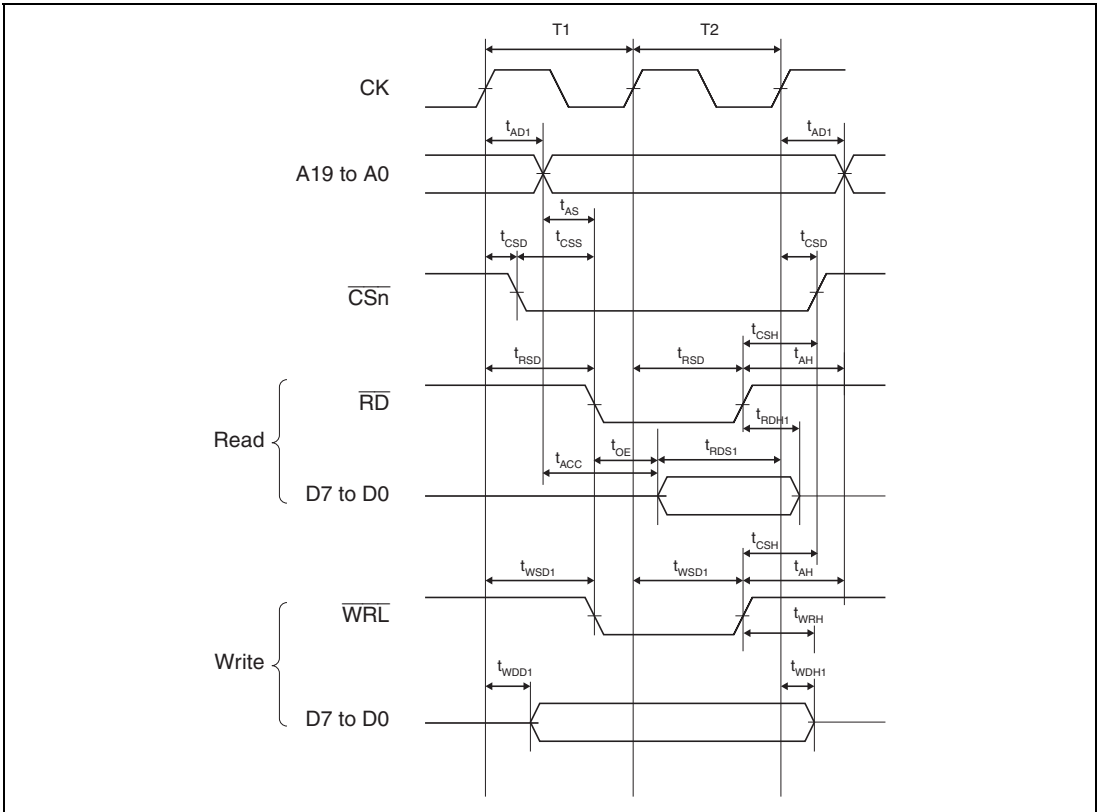 T1 T2
CK
tAD1 tAD1
A19 to A0
tAS
tCSD tCSS tCSD
CSn
tCSH
tRSD tRSD tAH
RD
tRDH1
Read
tOE tRDS1
tACC
D7 to D0
tCSH
tWSD1 tWSD1 tAH
WRL
tWRH
Write
tWDD1 tWDH1
D7 to D0